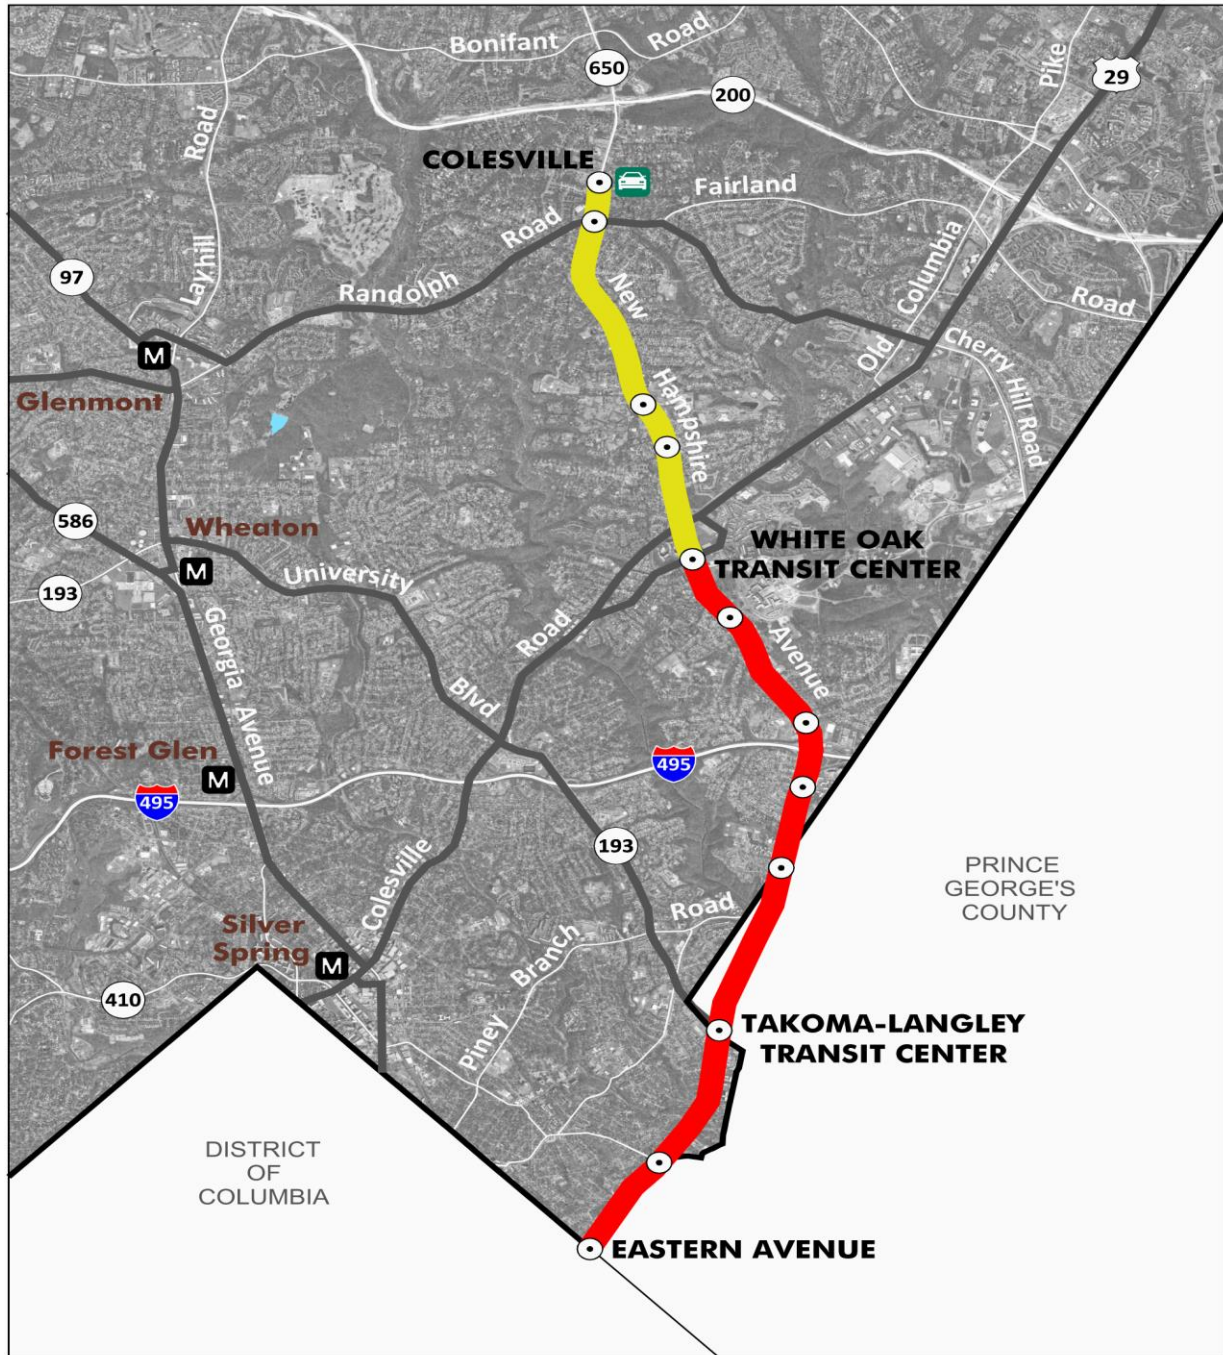 Bonifant Road
650
200
29
Pike
Road
COLESVILLE
Fairland
Road
Layhill
97
Randolph
New
Columbia
Road
Old
Cherry Hill Road
M
Glenmont
Hampshire
586
Wheaton
WHITE OAK
TRANSIT CENTER
M
University
193
Georgia
Road
Avenue
Blvd
Avenue
Forest Glen
M
495
495
193
Colesville
PRINCE
GEORGE'S
COUNTY
Road
Silver
Spring
M
Branch
410
Piney
TAKOMA-LANGLEY
TRANSIT CENTER
DISTRICT
OF
COLUMBIA
EASTERN AVENUE